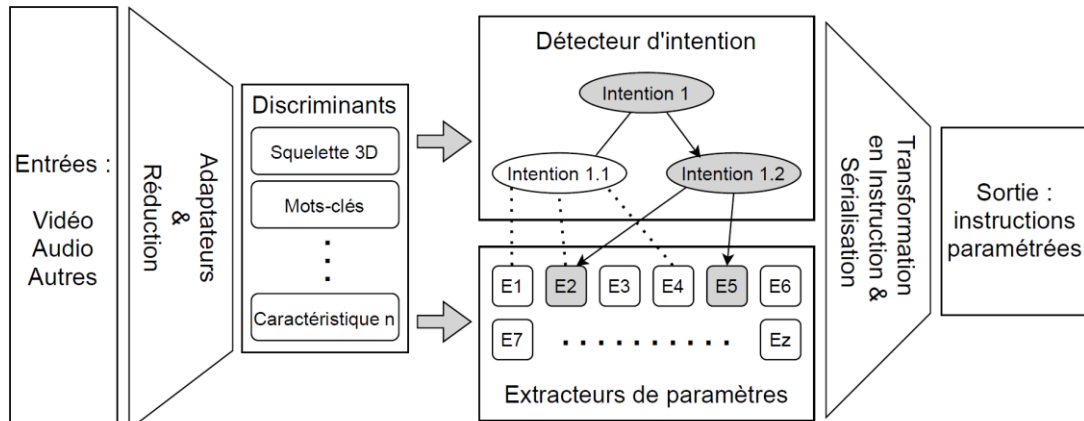 Entrées :
Vidéo
Audio
Autres
Adaptateurs
&
Réduction
Discriminants
Squelette 3D
Mots-clés
Caractéristique n
Détecteur d'intention
Intention 1
Intention 1.1
Intention 1.2
E1 E2 E3 E4 E5 E6
E7 Ez
Extracteurs de paramètres
Transformation
en Instruction &
Sérialisation
Sortie :
instructions
paramétrées